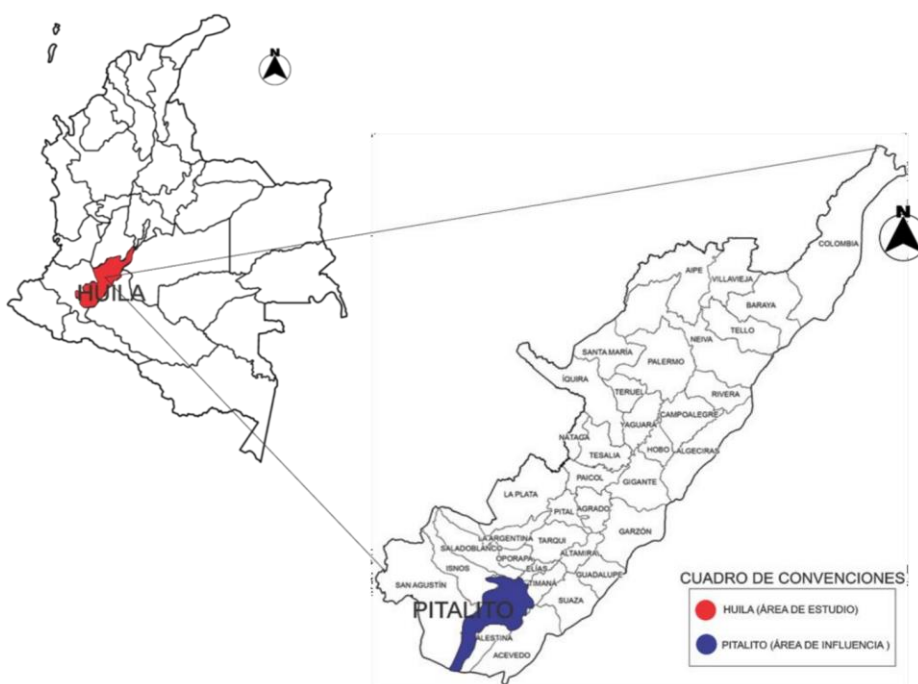 N
HUILA
N
COLOMBIA
AIPE
VILLAVIEJA
BARAYA
TELLO
NEIVA
SANTA MARÍA
PALERMO
ÍQUIRA
TERUEL
RIVERA
CAMPOALEGRE
YAGUARÁ
NÁTAGA
HOBO
ALGECIRAS
TESALIA
PAICOL
GIGANTE
LA PLATA
AGRADO
PITAL
GARZÓN
LA ARGENTINA
TARQUI
SALADOBLANCO
ALTAMIRA
OPORAPA
ELÍAS
ISNOS
GUADALUPE
SAN AGUSTÍN
TIMANÁ
SUAZA
PITALITO
ALESTINA
ACEVEDO
CUADRO DE CONVENCIONES
HUILA (ÁREA DE ESTUDIO)
PITALITO (ÁREA DE INFLUENCIA )